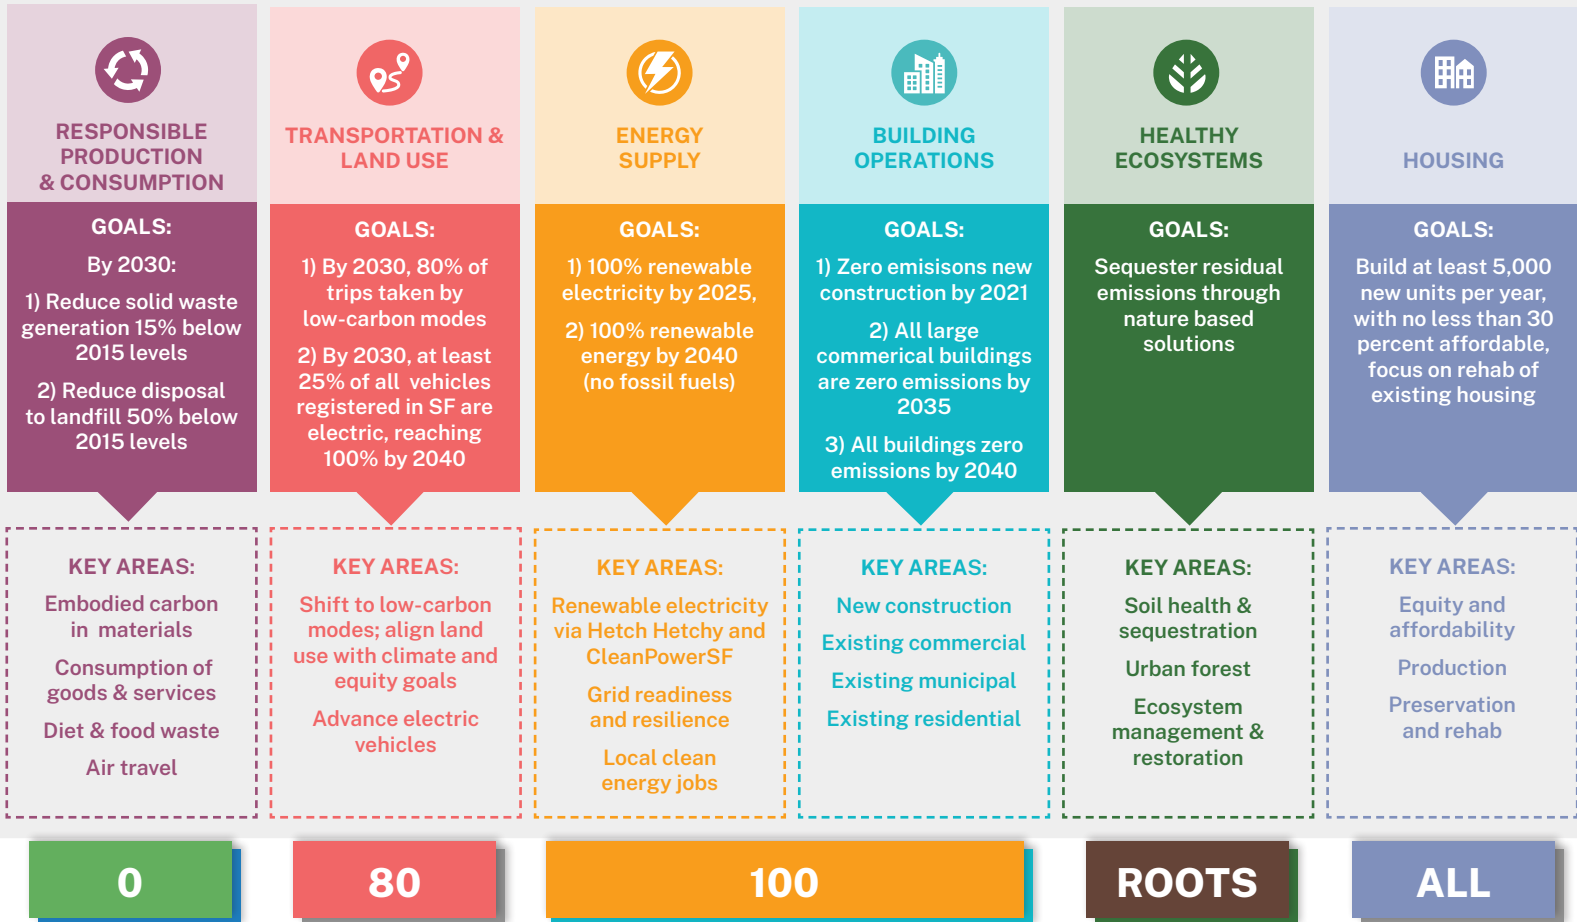 RESPONSIBLE
PRODUCTION
& CONSUMPTION
GOALS:
By 2030:
1) Reduce solid waste
generation 15% below
2015 levels
2) Reduce disposal
to landfill 50% below
2015 levels
KEY AREAS:
Embodied carbon
in materials
Consumption of
goods & services
Diet & food waste
Air travel
0
TRANSPORTATION &
LAND USE
GOALS:
1) By 2030, 80% of
trips taken by
low-carbon modes
2) By 2030, at least
25% of all vehicles
registered in SF are
electric, reaching
100% by 2040
KEY AREAS:
Shift to low-carbon
modes; align land
use with climate and
equity goals
Advance electric
vehicles
80
ENERGY
SUPPLY
GOALS:
1) 100% renewable
electricity by 2025,
2) 100% renewable
energy by 2040
(no fossil fuels)
KEY AREAS:
Renewable electricity
via Hetch Hetchy and
CleanPowerSF
Grid readiness
and resilience
Local clean
energy jobs
BUILDING
OPERATIONS
GOALS:
1) Zero emisisons new
construction by 2021
2) All large
commerical buildings
are zero emissions by
2035
3) All buildings zero
emissions by 2040
KEY AREAS:
New construction
Existing commercial
Existing municipal
Existing residential
100
HEALTHY
ECOSYSTEMS
GOALS:
Sequester residual
emissions through
nature based
solutions
KEY AREAS:
Soil health &
sequestration
Urban forest
Ecosystem
management &
restoration
ROOTS
HOUSING
GOALS:
Build at least 5,000
new units per year,
with no less than 30
percent affordable,
focus on rehab of
existing housing
KEY AREAS:
Equity and
affordability
Production
Preservation
and rehab
ALL